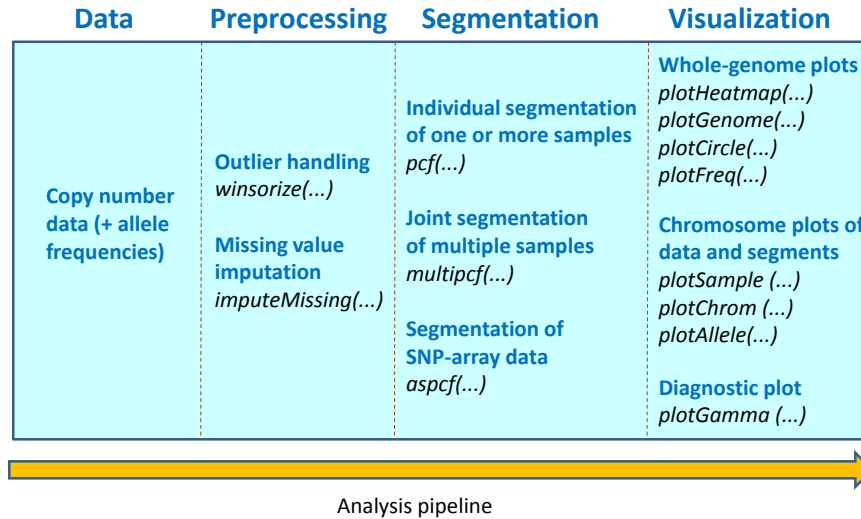 Data
Preprocessing
Segmentation
Visualization
Copy number
data (+ allele
frequencies)
Outlier handling
winsorize(...)
Missing value
imputation
imputeMissing(...)
Individual segmentation
of one or more samples
pcf(...)
Joint segmentation
of multiple samples
multipcf(...)
Segmentation of
SNP-array data
aspcf(...)
Whole-genome plots
plotHeatmap(...)
plotGenome(...)
plotCircle(...)
plotFreq(...)
Chromosome plots of
data and segments
plotSample (...)
plotChrom (...)
plotAllele(...)
Diagnostic plot
plotGamma (...)
Analysis pipeline